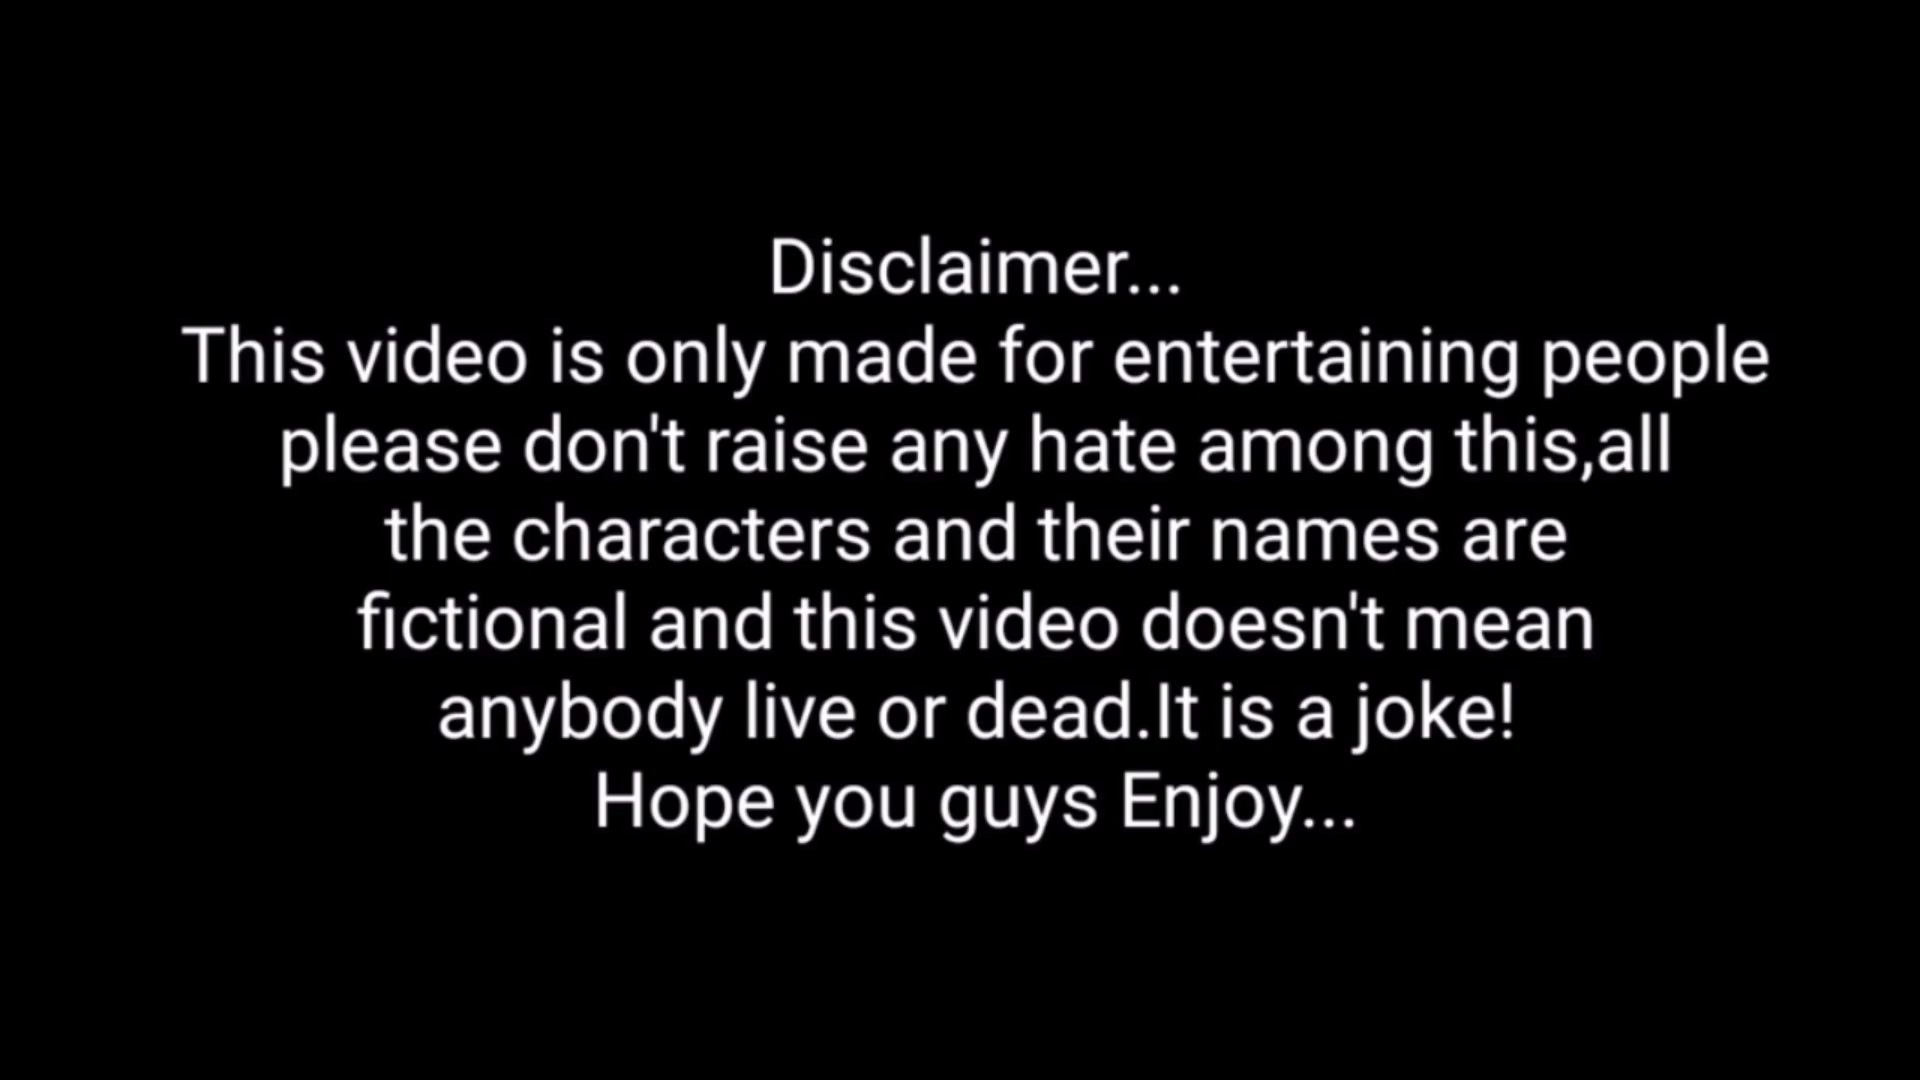 Disclaimer...
This video is only made for entertaining people
please don't raise any hate among this,all
the characters and their names are
fictional and this video doesn't mean
anybody live or dead.It is a joke!
Hope you guys Enjoy...